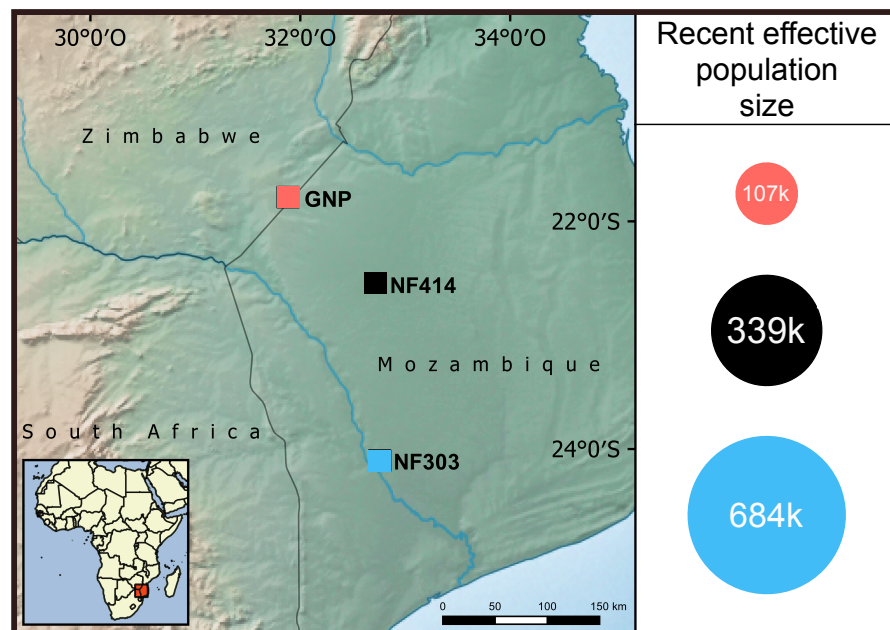 30°0′O 32°0′O 34°0′O
Zimbabwe
GNP
22°0′S
NF414
Mozambique
South Africa
24°0′S
NF303
0 50 100 150 km
Recent effective
population
size
107k
339k
684k